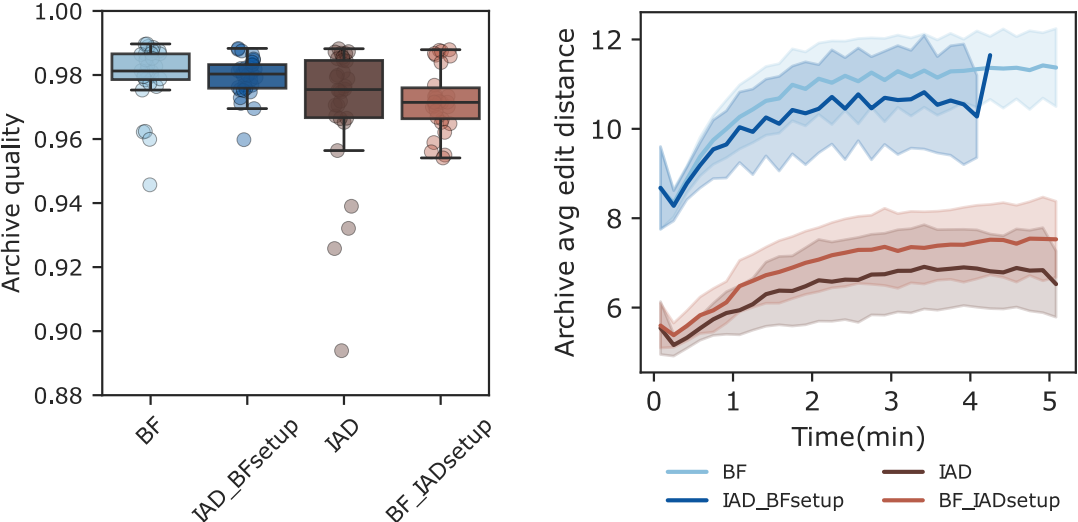 Archive quality
1.00
0.98
0.96
0.94
0.92
0.90
0.88
BF
IAD_BFsetup
IAD
BF_IADsetup
Archive avg edit distance
12
10
8
6
0 1 2 3 4 5
Time(min)
BF IAD
IAD_BFsetup BF_IADsetup